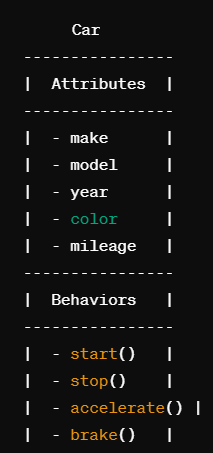 Car
----------------
|  Attributes  |
----------------
|  - make      |
|  - model     |
|  - year      |
|  - color     |
|  - mileage   |
----------------
|  Behaviors   |
----------------
|  - start()   |
|  - stop()    |
|  - accelerate() |
|  - brake()   |